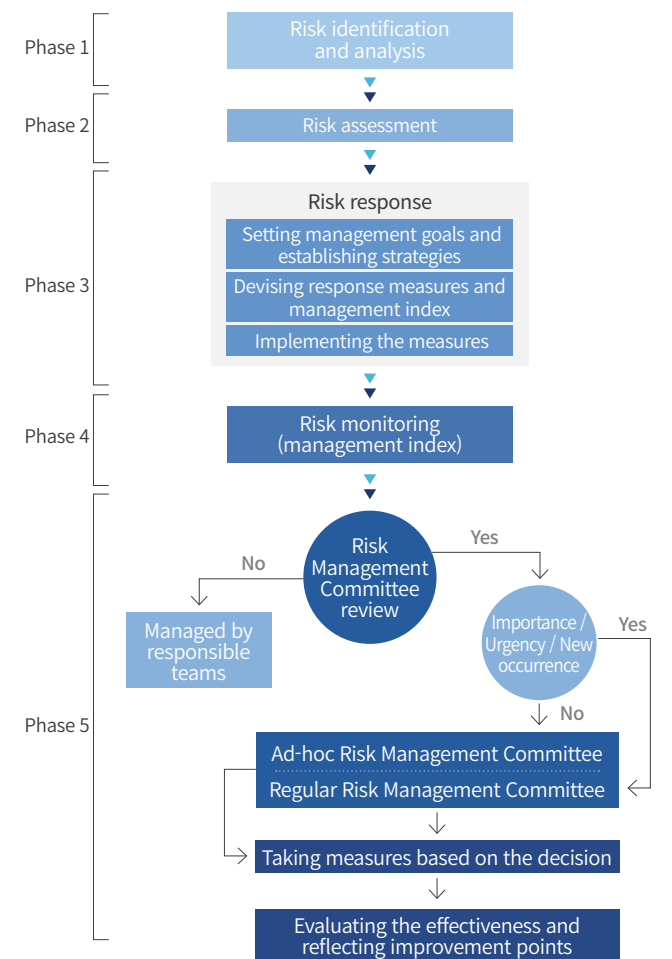 Phase 1
Risk identification
and analysis
Phase 2
Risk assessment
Phase 3
Risk response
Setting management goals and
establishing strategies
Devising response measures and
management index
Implementing the measures
Phase 4
Risk monitoring
(management index)
Phase 5
Risk
Management
Committee
review
No
Yes
Managed by
responsible
teams
Importance /
Urgency / New
occurrence
Yes
No
Ad-hoc Risk Management Committee
Regular Risk Management Committee
Taking measures based on the decision
Evaluating the effectiveness and
reflecting improvement points